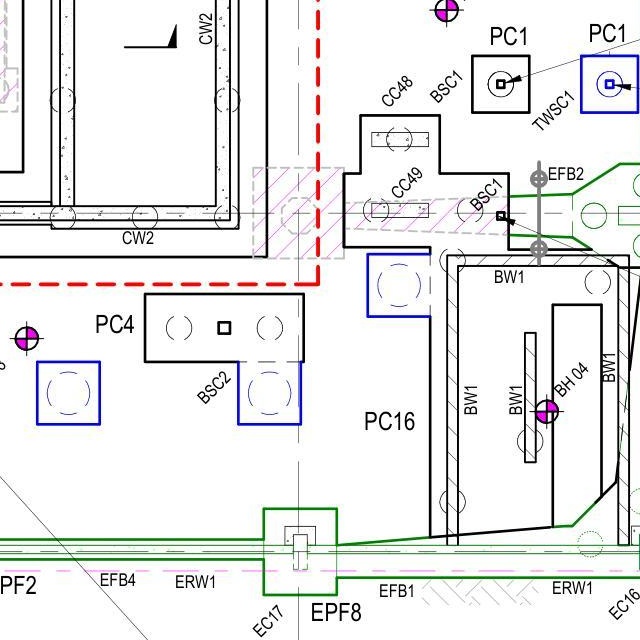 CW2
PC1
PC1
CC48
BSC1
TWSC1
CC49
BSC1
EFB2
CW2
BW1
PC4
BSC2
BW1
BW1
BH 04
BW1
PC16
PF2
EFB4
ERW1
EC17
EPF8
EFB1
ERW1
EC16